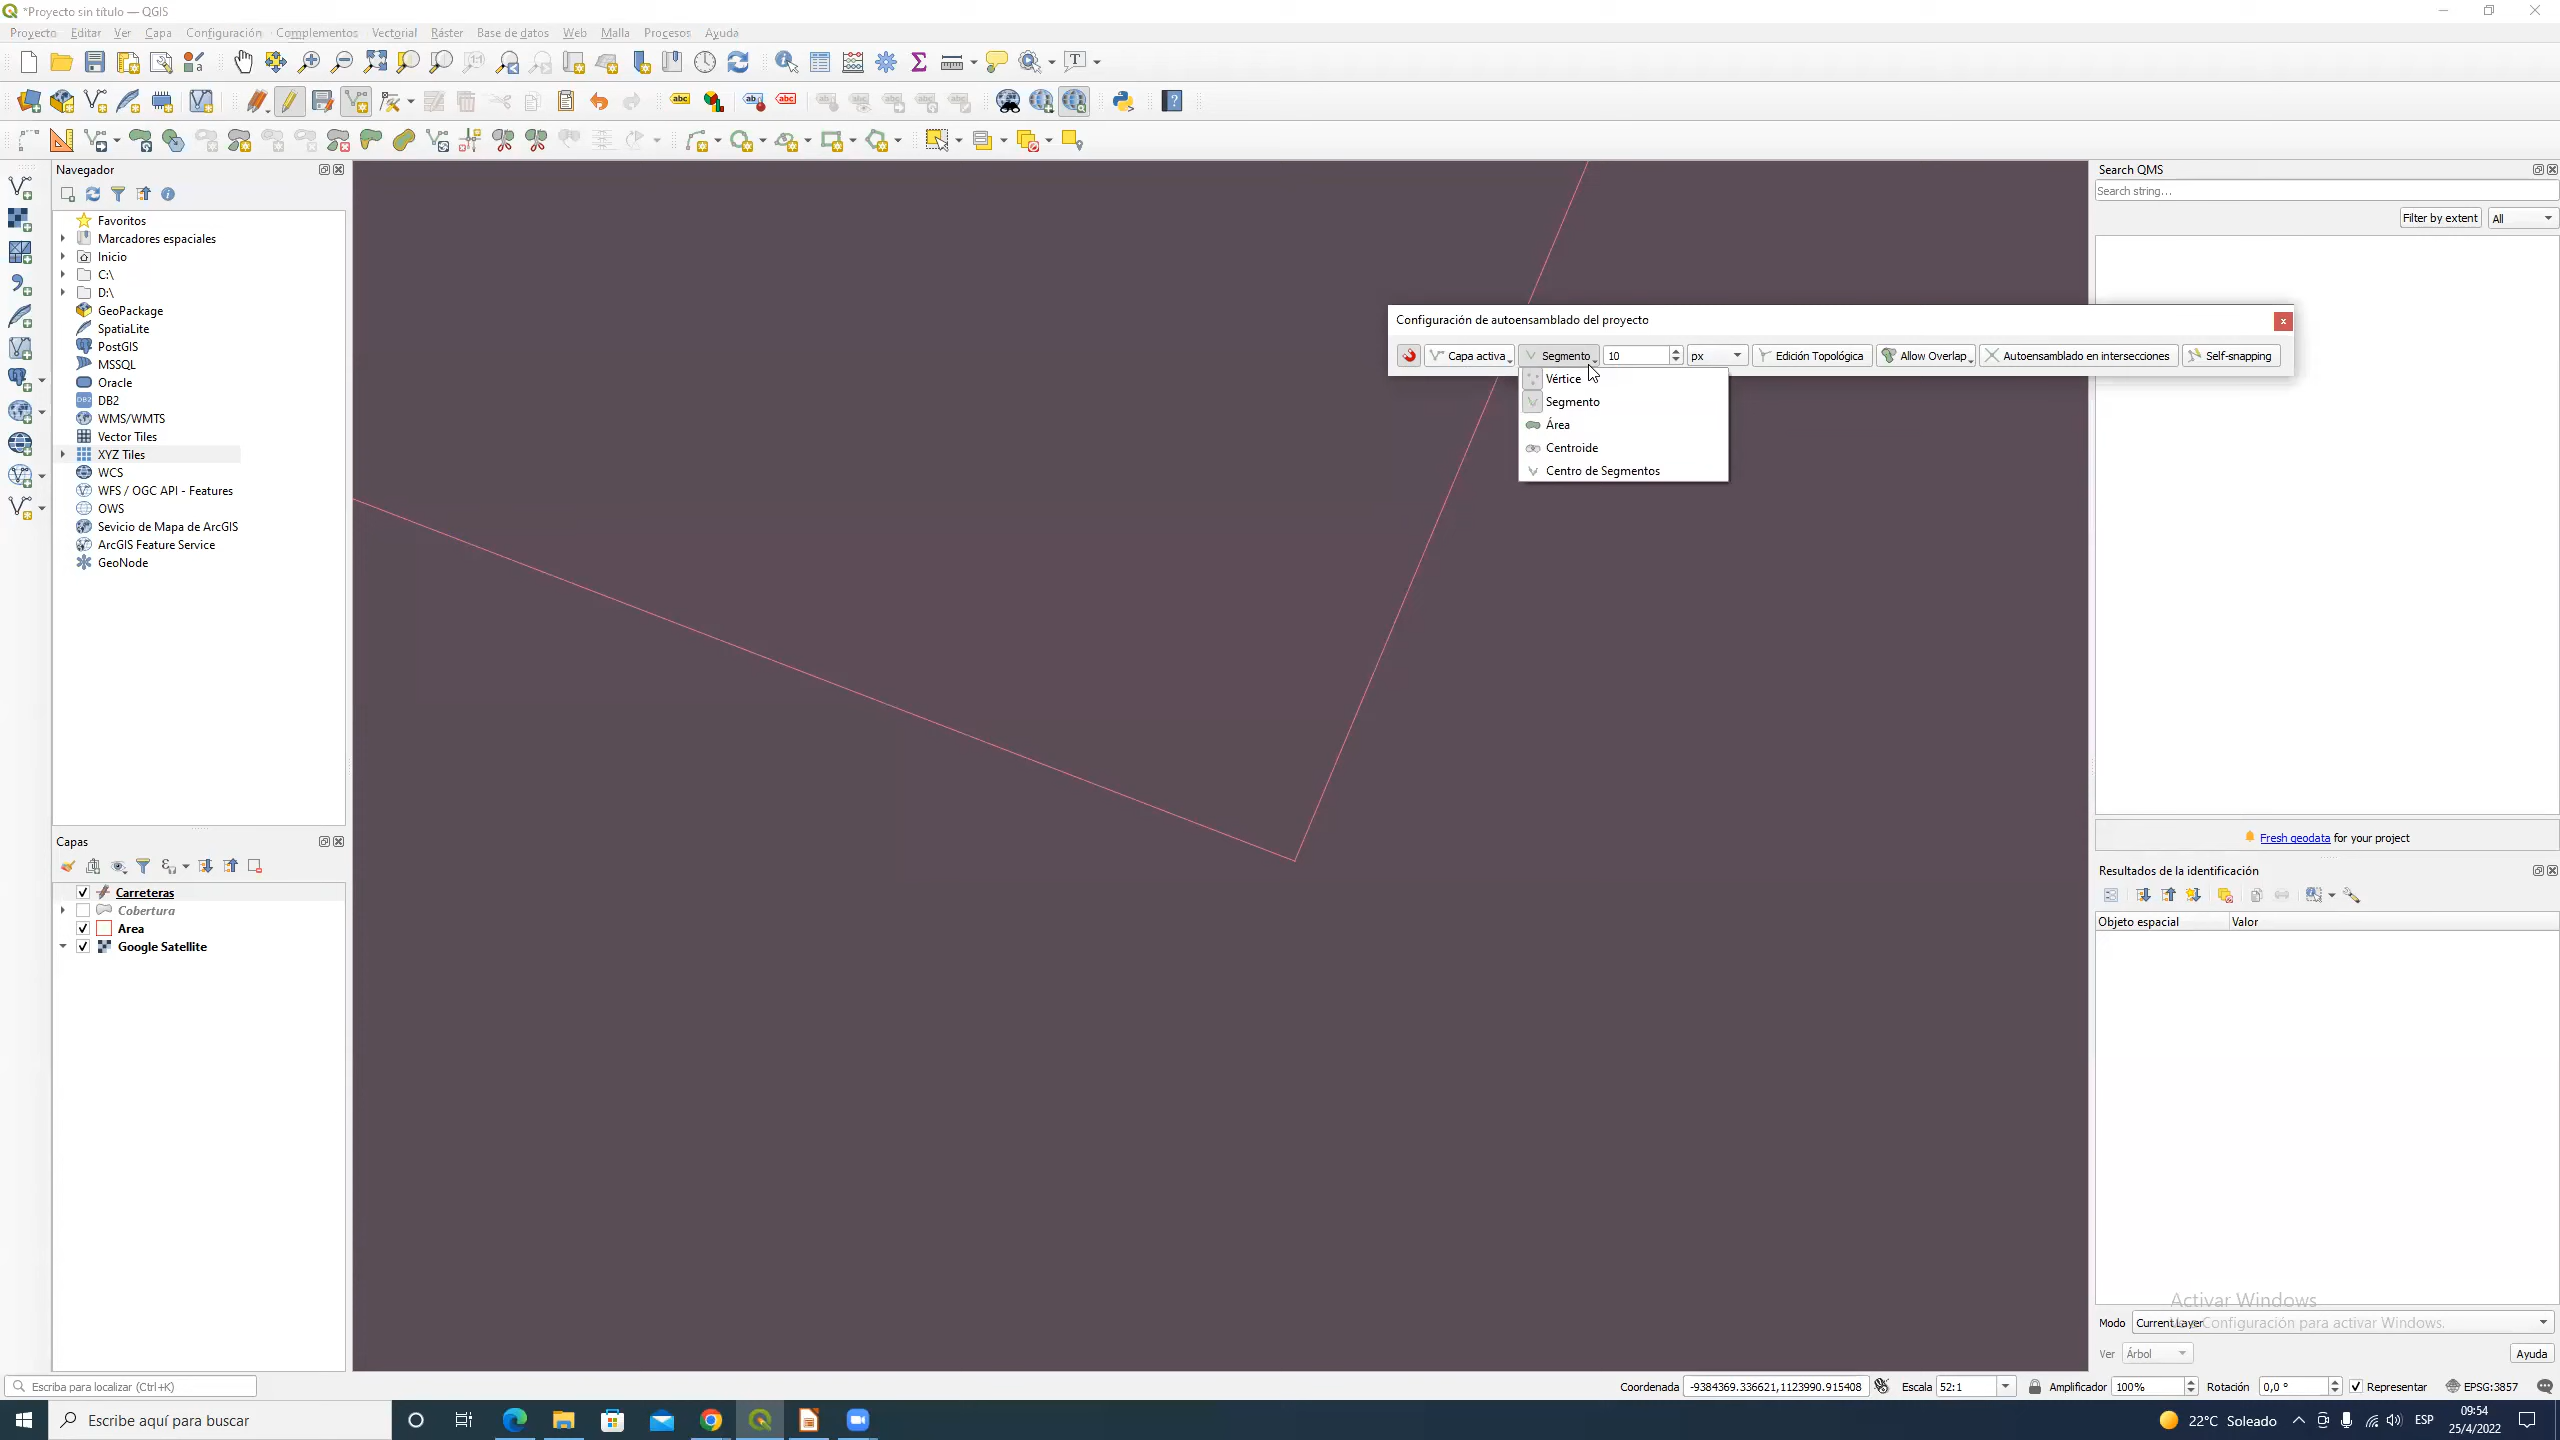 *Proyecto sin título — QGIS
Proyecto Editar Ver Capa Configuración Complementos Vectorial Ráster Base de datos Web Malla Procesos Ayuda
Navegador
Favoritos
Marcadores espaciales
Inicio
C:\
D:\
GeoPackage
SpatiaLite
PostGIS
MSSQL
Oracle
DB2
WMS/WMTS
Vector Tiles
XYZ Tiles
WCS
WFS / OGC API - Features
OWS
Sevicio de Mapa de ArcGIS
ArcGIS Feature Service
GeoNode
Capas
Carreteras
Cobertura
Area
Google Satellite
Configuración de autoensamblado del proyecto
Capa activa Segmento 10 px Edición Topológica Allow Overlap Autoensamblado en intersecciones Self-snapping
Vértice
Segmento
Área
Centroide
Centro de Segmentos
Search QMS
Search string...
Filter by extent All
Fresh geodata for your project
Resultados de la identificación
Objeto espacial Valor
Activar Windows
Configuración para activar Windows.
Modo Current Layer
Ver Árbol Ayuda
Escriba para localizar (Ctrl+K)
Coordenada -9384369.336621,1123990.915408 Escala 52:1 Amplificador 100% Rotación 0,0 ° Representar EPSG:3857
Escribe aquí para buscar
22°C Soleado ESP
09:54
25/4/2022